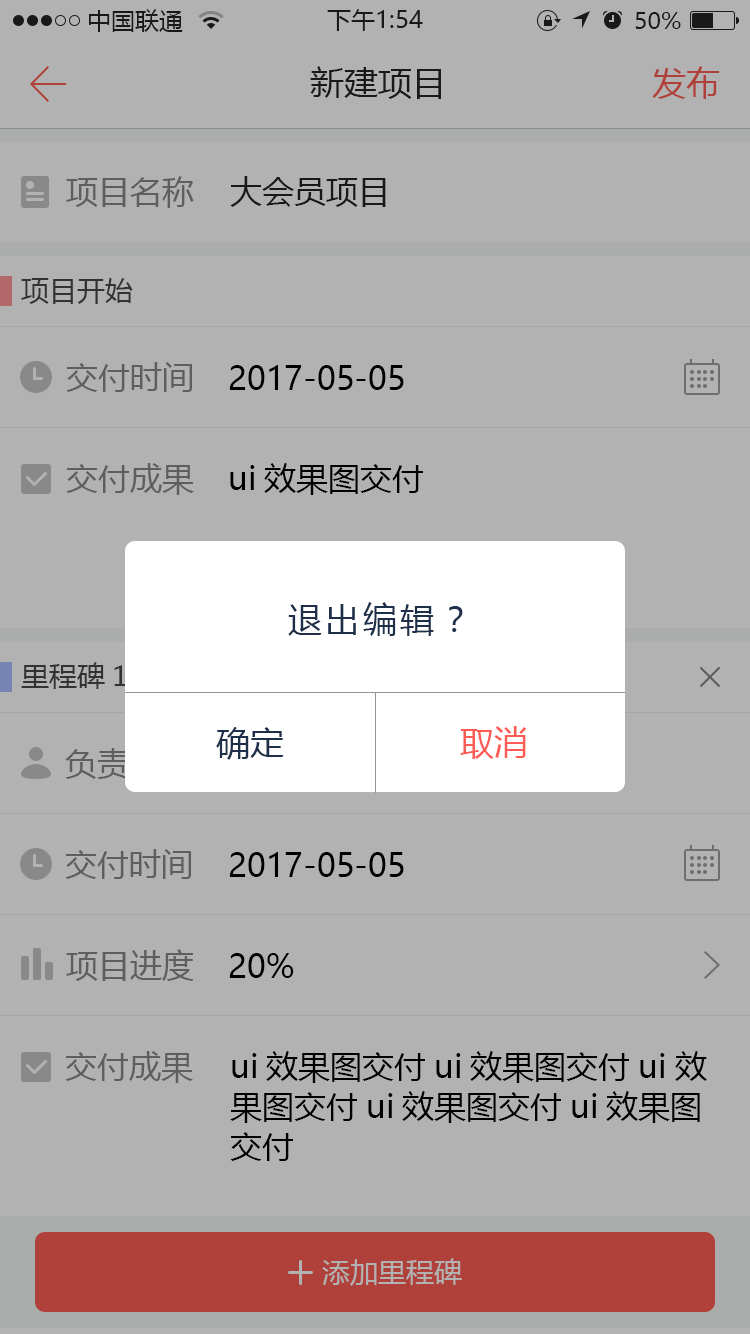 中国联通 下午1:54 50%
新建项目 发布
项目名称 大会员项目
项目开始
交付时间 2017-05-05
交付成果 ui 效果图交付
退出编辑？
里程碑 1
确定 取消
负责
交付时间 2017-05-05
项目进度 20%
交付成果 ui 效果图交付 ui 效果图交付 ui 效
果图交付 ui 效果图交付 ui 效果图
交付
添加里程碑